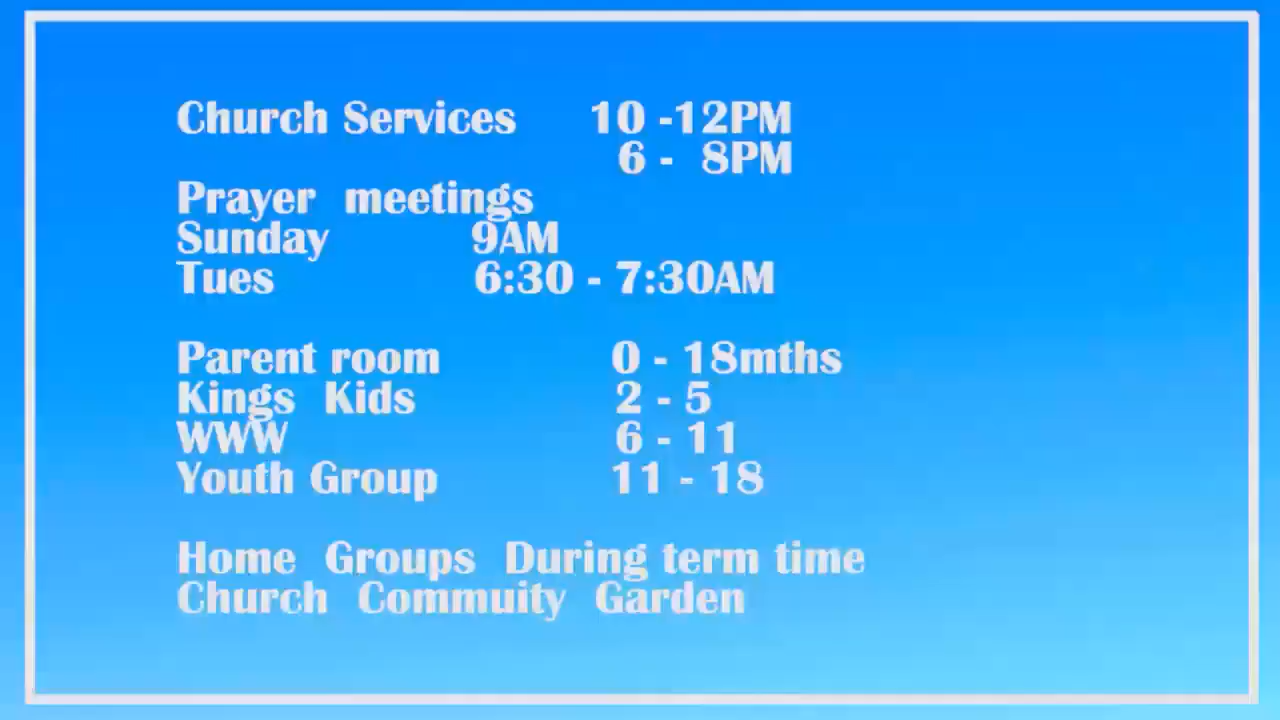 Church Services 10 -12PM
6 - 8PM
Prayer meetings
Sunday 9AM
Tues 6:30 - 7:30AM
Parent room 0 - 18mths
Kings Kids 2 - 5
WWW 6 - 11
Youth Group 11 - 18
Home Groups During term time
Church Commuity Garden